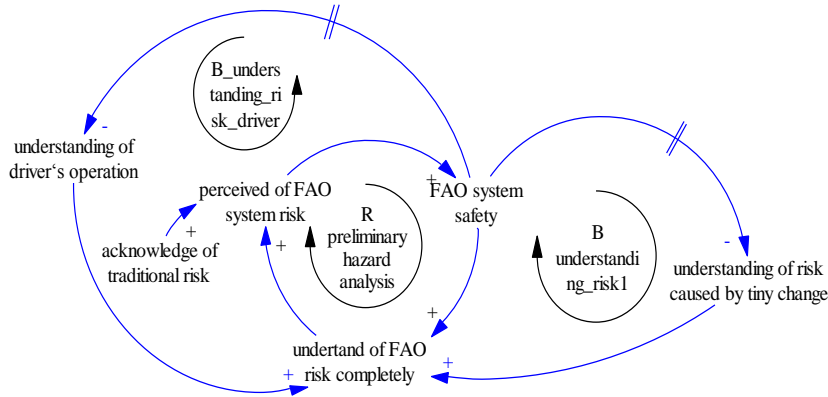 B_unders
tanding_ri
sk_driver
-
understanding of
driver‘s operation
+
perceived of FAO
system risk
FAO system
safety
R
preliminary
hazard
analysis
B
understandi
ng_risk1
+
acknowledge of
traditional risk
+
-
understanding of risk
caused by tiny change
+
undertand of FAO
risk completely
+
+